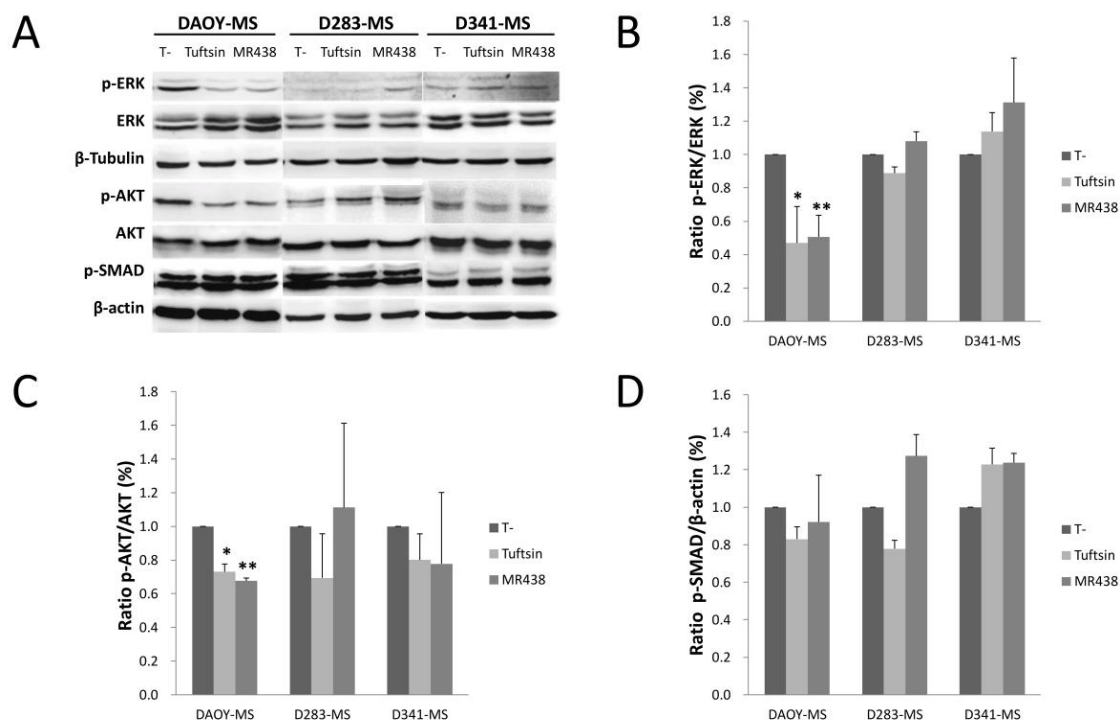 A
DAOY-MS D283-MS D341-MS
T- Tuftsin MR438 T- Tuftsin MR438 T- Tuftsin MR438
p-ERK
ERK
β-Tubulin
p-AKT
AKT
p-SMAD
β-actin
B
Ratio p-ERK/ERK (%)
1.8
1.6
1.4
1.2
1.0
0.8
0.6
0.4
0.2
0.0
* **
DAOY-MS D283-MS D341-MS
T-
Tuftsin
MR438
C
Ratio p-AKT/AKT (%)
1.8
1.6
1.4
1.2
1.0
0.8
0.6
0.4
0.2
0.0
* **
DAOY-MS D283-MS D341-MS
T-
Tuftsin
MR438
D
Ratio p-SMAD/β-actin (%)
1.8
1.6
1.4
1.2
1.0
0.8
0.6
0.4
0.2
0.0
DAOY-MS D283-MS D341-MS
T-
Tuftsin
MR438